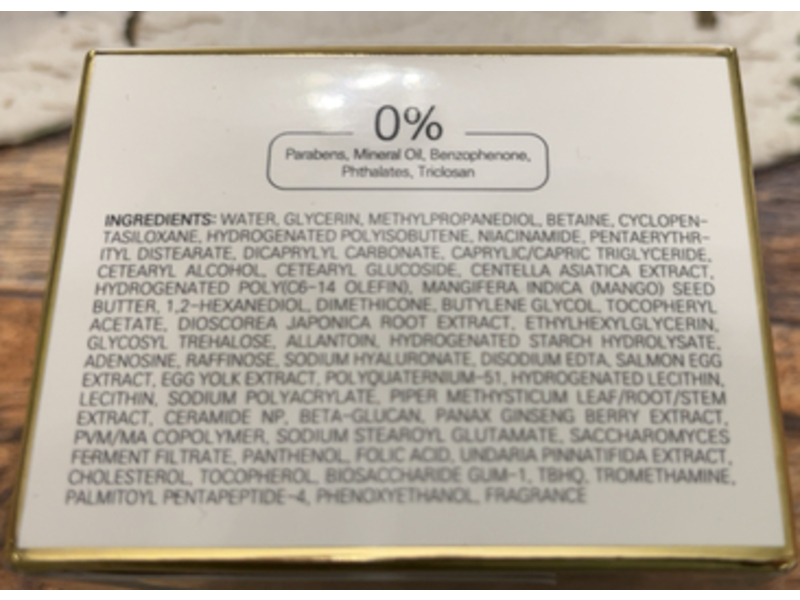 0%
Parabens, Mineral Oil, Benzophenone,
Phthalates, Triclosan
INGREDIENTS: WATER, GLYCERIN, METHYLPROPANEDIOL, BETAINE, CYCLOPEN-
TASILOXANE, HYDROGENATED POLYISOBUTENE, NIACINAMIDE, PENTAERYTHR-
ITYL DISTEARATE, DICAPRYLYL CARBONATE, CAPRYLIC/CAPRIC TRIGLYCERIDE,
CETEARYL ALCOHOL, CETEARYL GLUCOSIDE, CENTELLA ASIATICA EXTRACT,
HYDROGENATED POLY(C6-14 OLEFIN), MANGIFERA INDICA (MANGO) SEED
BUTTER, 1,2-HEXANEDIOL, DIMETHICONE, BUTYLENE GLYCOL, TOCOPHERYL
ACETATE, DIOSCOREA JAPONICA ROOT EXTRACT, ETHYLHEXYLGLYCERIN,
GLYCOSYL TREHALOSE, ALLANTOIN, HYDROGENATED STARCH HYDROLYSATE,
ADENOSINE, RAFFINOSE, SODIUM HYALURONATE, DISODIUM EDTA, SALMON EGG
EXTRACT, EGG YOLK EXTRACT, POLYQUATERNIUM-51, HYDROGENATED LECITHIN,
LECITHIN, SODIUM POLYACRYLATE, PIPER METHYSTICUM LEAF/ROOT/STEM
EXTRACT, CERAMIDE NP, BETA-GLUCAN, PANAX GINSENG BERRY EXTRACT,
PVM/MA COPOLYMER, SODIUM STEAROYL GLUTAMATE, SACCHAROMYCES
FERMENT FILTRATE, PANTHENOL, FOLIC ACID, UNDARIA PINNATIFIDA EXTRACT,
CHOLESTEROL, TOCOPHEROL, BIOSACCHARIDE GUM-1, TBHQ, TROMETHAMINE,
PALMITOYL PENTAPEPTIDE-4, PHENOXYETHANOL, FRAGRANCE